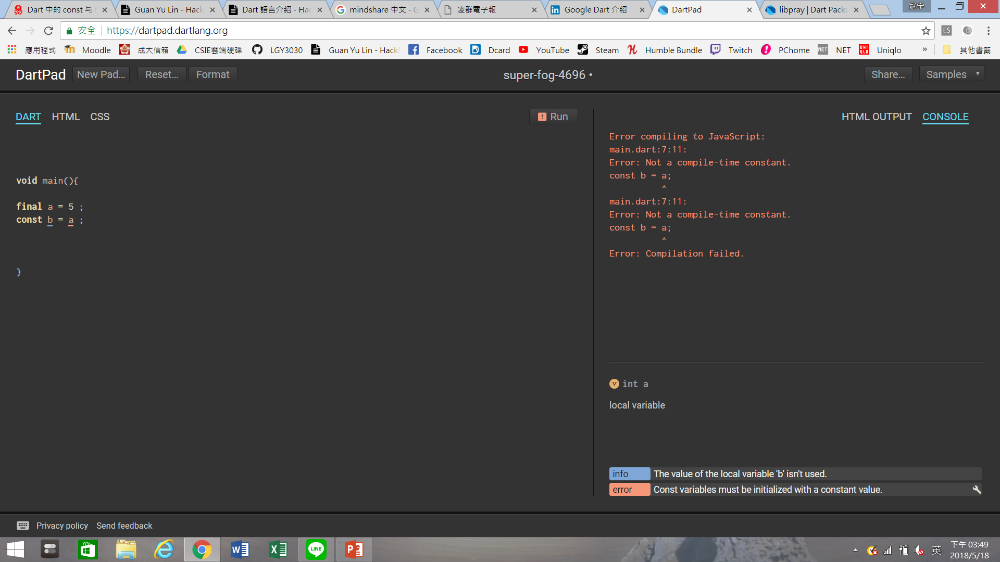 Dart 中的 const 与
Guan Yu Lin - Hack
Dart 語言介紹 - Hac
mindshare 中文 - G
凌群電子報
Google Dart 介紹
DartPad
libpray | Dart Packa
冠宇
安全
https://dartpad.dartlang.org
ES
應用程式
Moodle
成大信箱
CSIE雲端硬碟
LGY3030
Guan Yu Lin - Hack
Facebook
Dcard
YouTube
Steam
Humble Bundle
Twitch
PChome
NET
NET
UNI QLO
Uniqlo
»
其他書籤
DartPad
New Pad...
Reset...
Format
super-fog-4696 •
Share...
Samples
DART
HTML
CSS
! Run
HTML OUTPUT
CONSOLE
void main(){
final a = 5 ;
const b = a ;
}
Error compiling to JavaScript:
main.dart:7:11:
Error: Not a compile-time constant.
const b = a;
^
main.dart:7:11:
Error: Not a compile-time constant.
const b = a;
^
Error: Compilation failed.
v int a
local variable
info The value of the local variable 'b' isn't used.
error Const variables must be initialized with a constant value.
Privacy policy
Send feedback
LINE
英
下午 03:49
2018/5/18